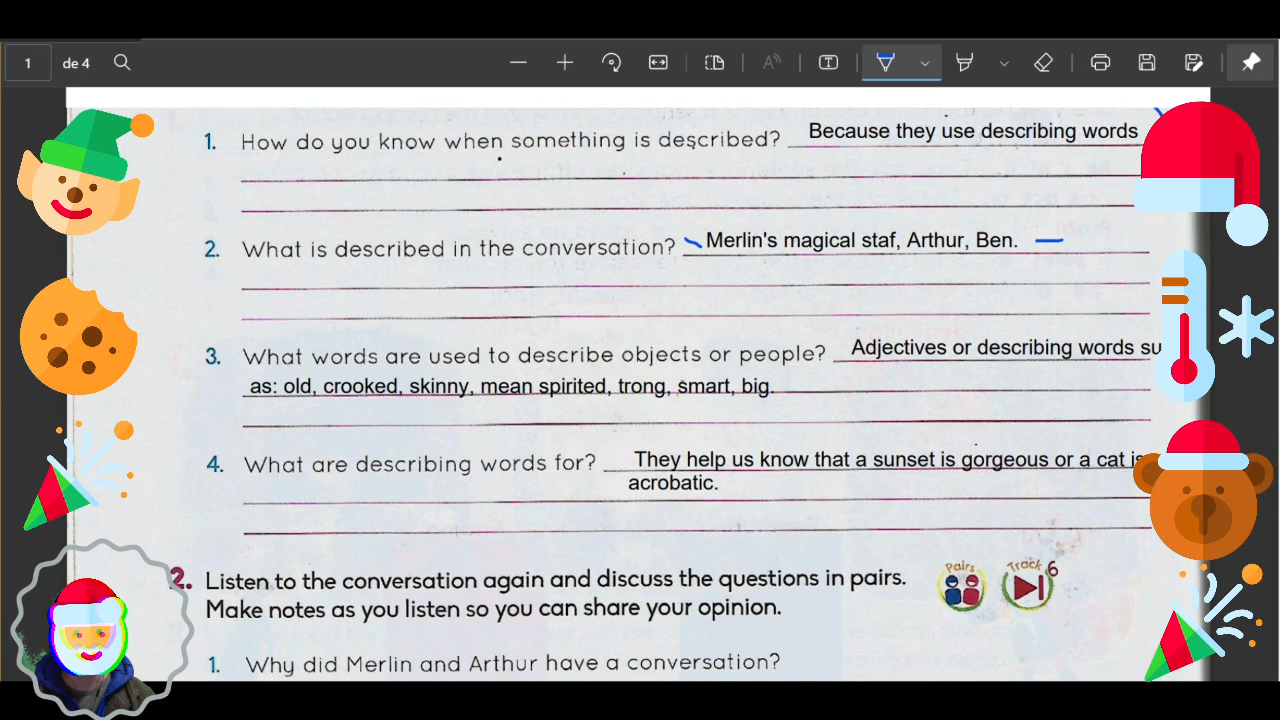 1 de 4
1. How do you know when something is described? Because they use describing words
2. What is described in the conversation? Merlin's magical staf, Arthur, Ben.
3. What words are used to describe objects or people? Adjectives or describing words su
as: old, crooked, skinny, mean spirited, trong, smart, big.
4. What are describing words for? They help us know that a sunset is gorgeous or a cat is
acrobatic.
2. Listen to the conversation again and discuss the questions in pairs.
Pairs Track 6
Make notes as you listen so you can share your opinion.
1. Why did Merlin and Arthur have a conversation?